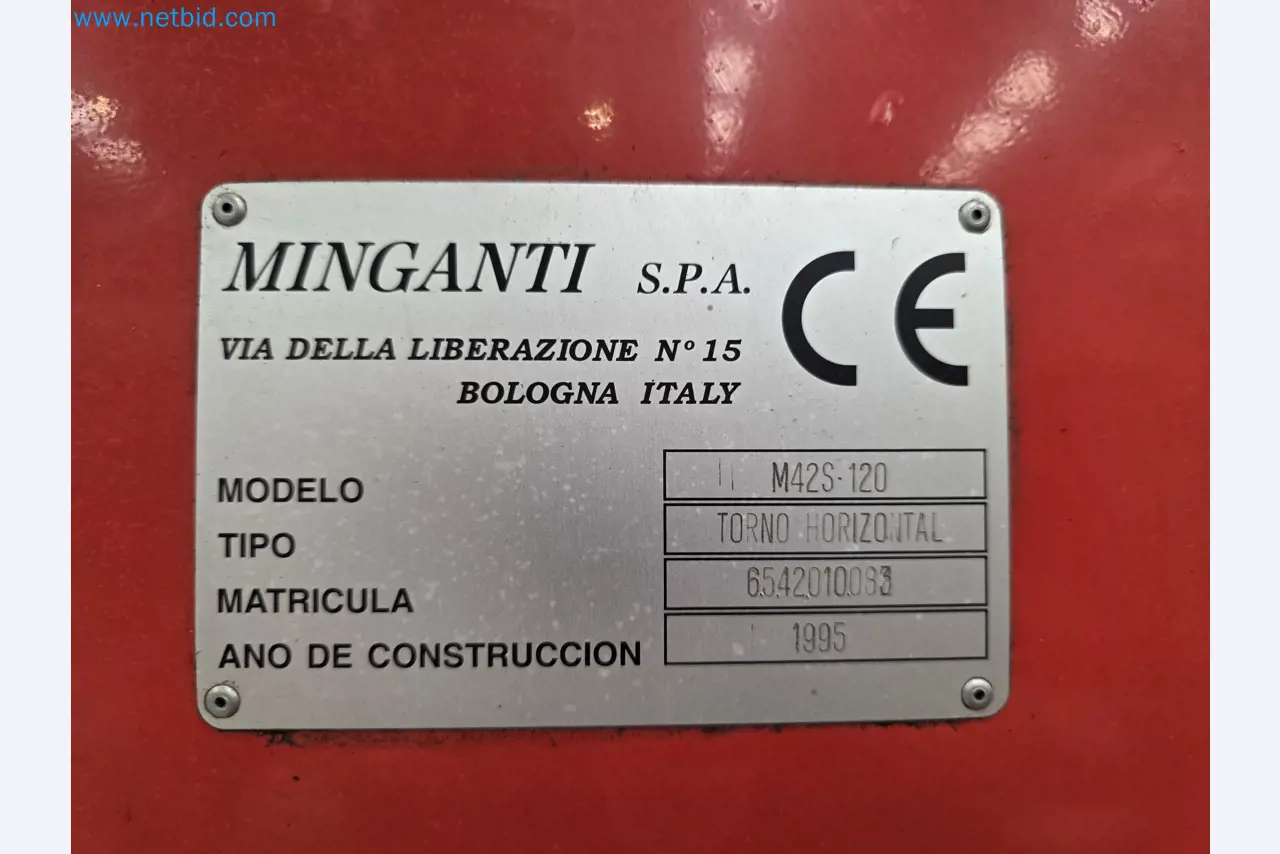 www.netbid.com
MINGANTI S.P.A. CE
VIA DELLA LIBERAZIONE Nº 15
BOLOGNA ITALY
MODELO M42S-120
TIPO TORNO HORIZONTAL
MATRICULA
ANO DE CONSTRUCCION 1995